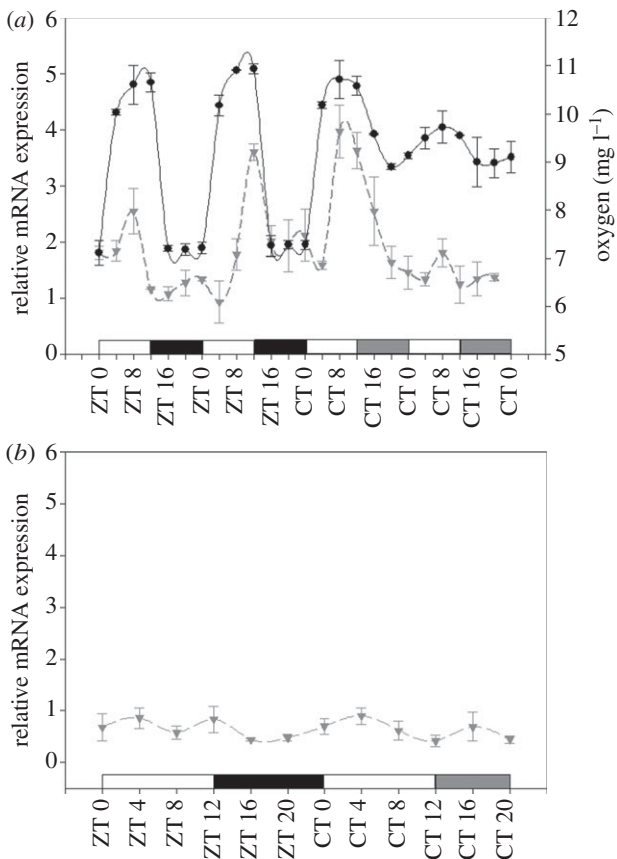 (a)
6
5
4
3
2
1
0
relative mRNA expression
12
11
10
9
8
7
6
5
oxygen (mg l⁻¹)
ZT 0
ZT 8
ZT 16
ZT 0
ZT 8
ZT 16
CT 0
CT 8
CT 16
CT 0
CT 8
CT 16
CT 0
(b)
6
5
4
3
2
1
0
relative mRNA expression
ZT 0
ZT 4
ZT 8
ZT 12
ZT 16
ZT 20
CT 0
CT 4
CT 8
CT 12
CT 16
CT 20